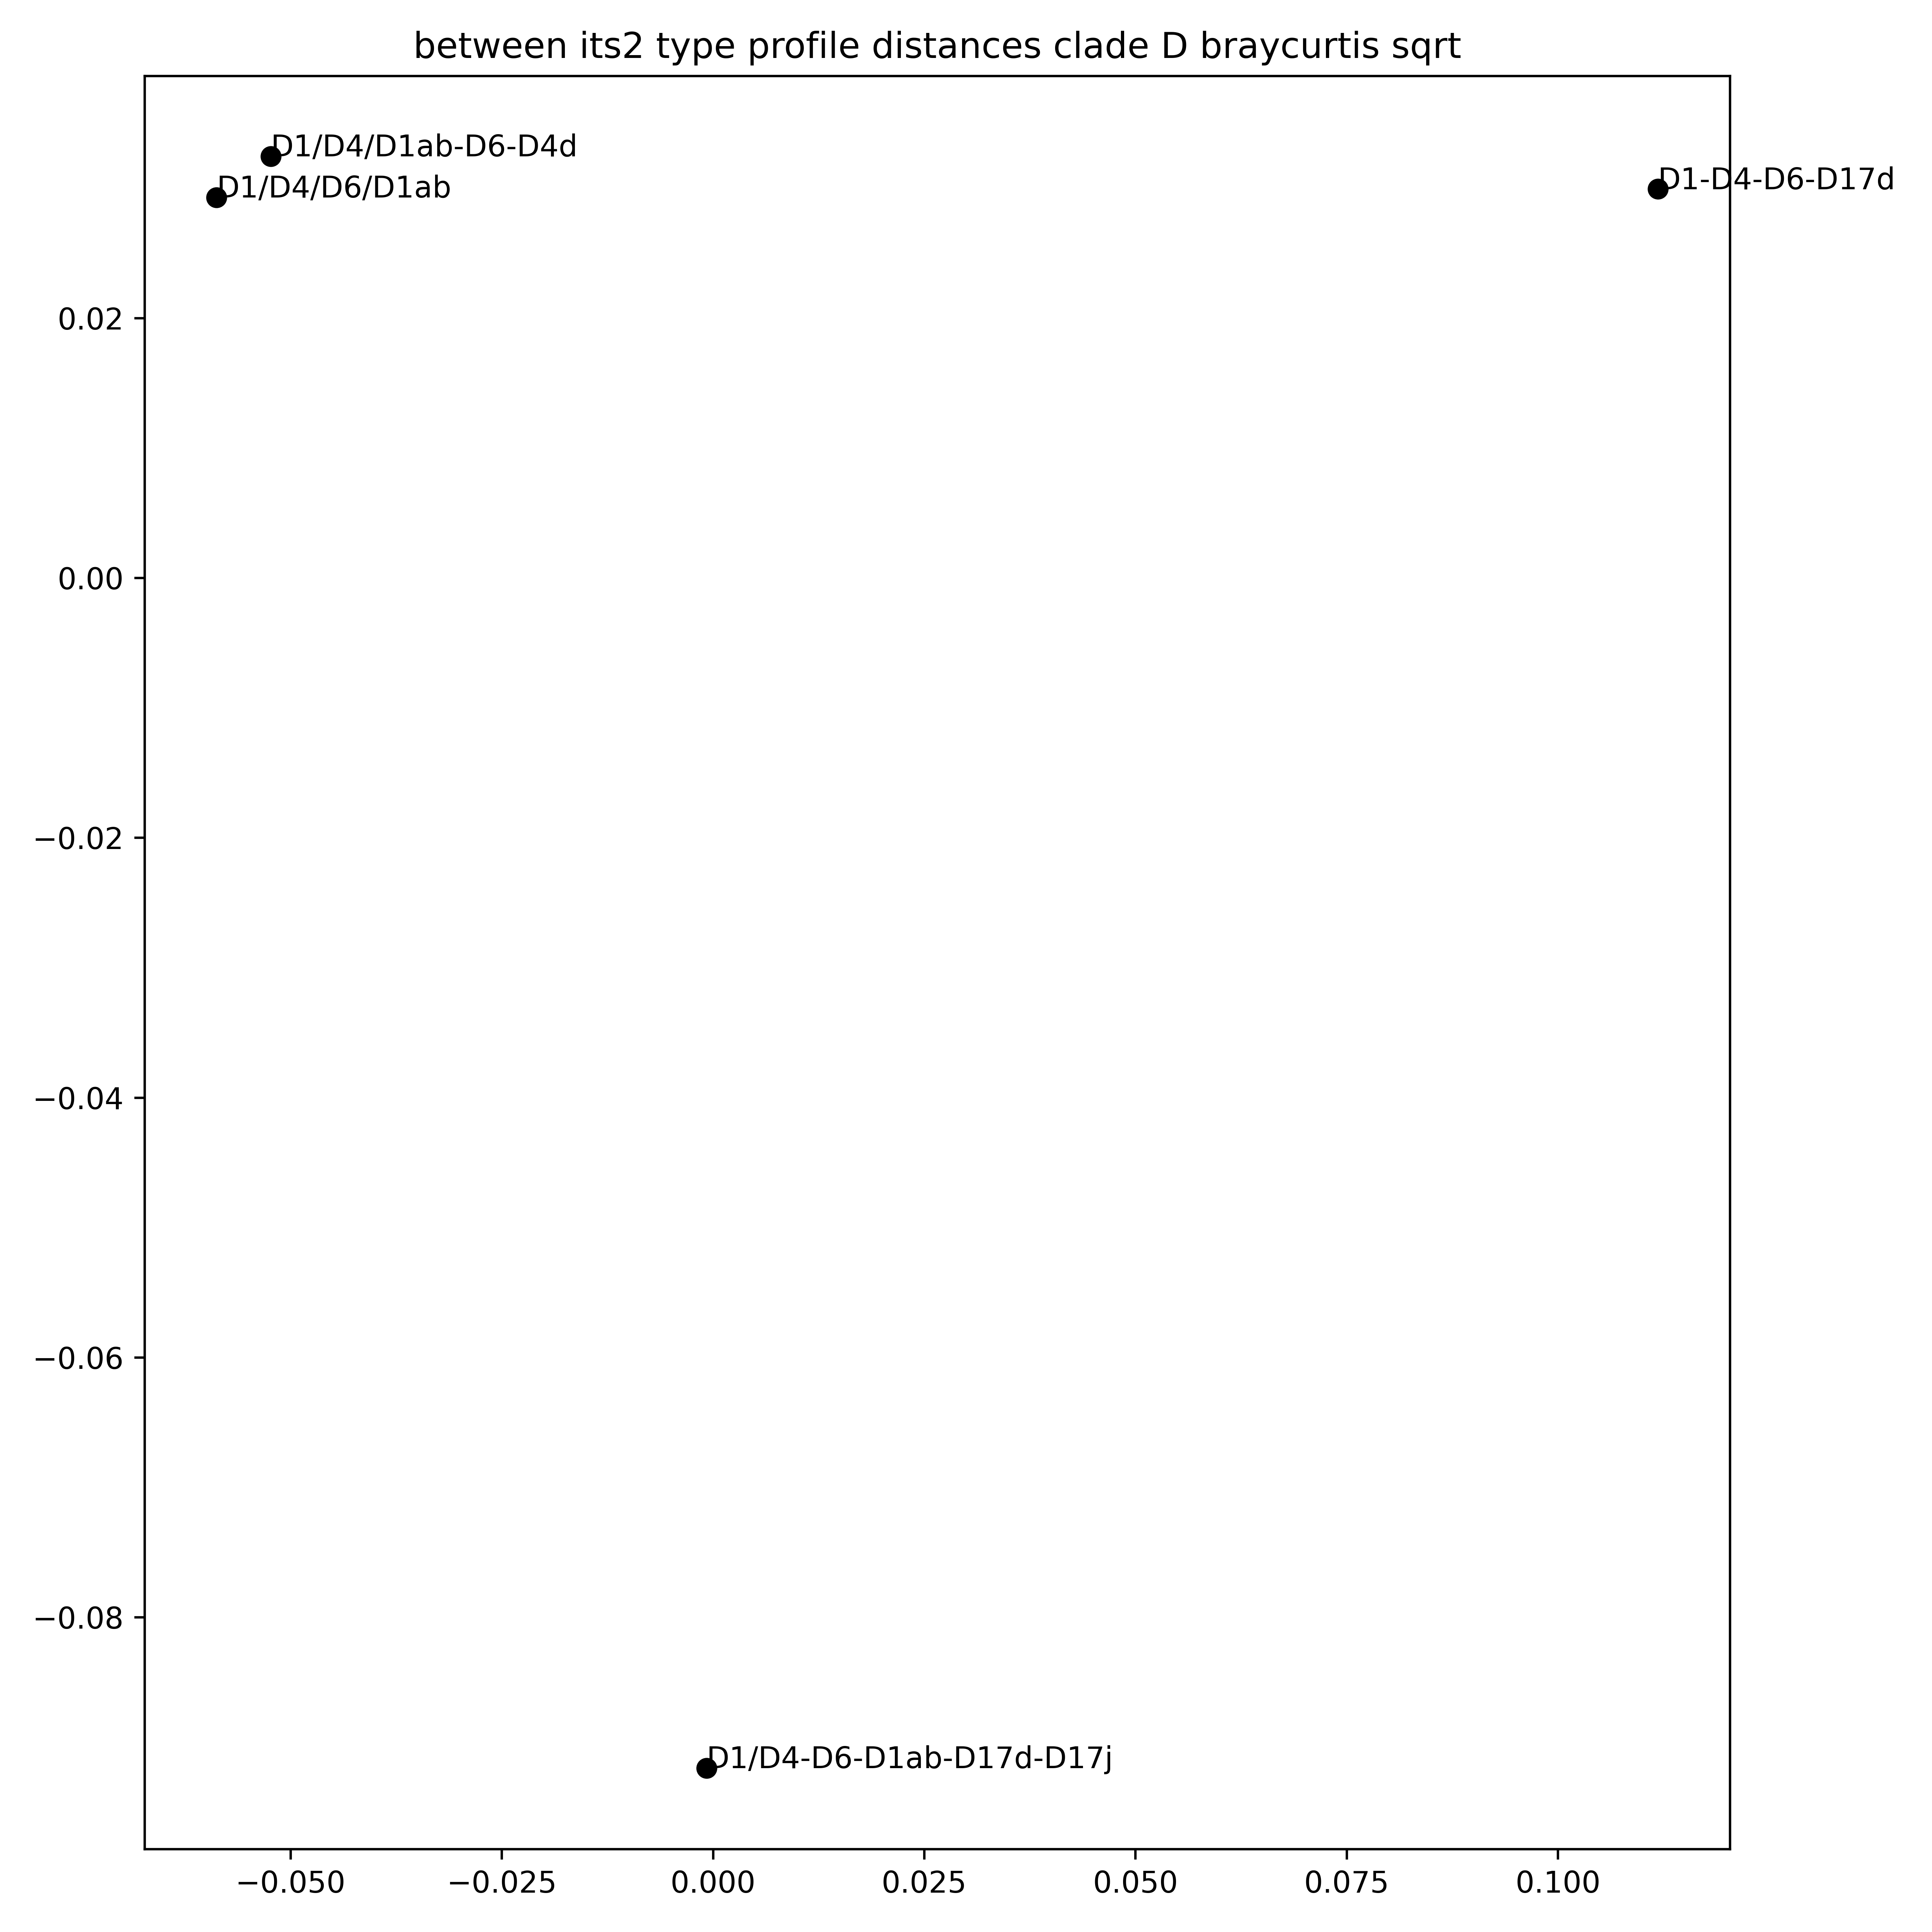 between its2 type profile distances clade D braycurtis sqrt
D1/D4/D1ab-D6-D4d
D1-D4-D6-D17d
D1/D4/D6/D1ab
0.02
0.00
−0.02
−0.04
−0.06
−0.08
D1/D4-D6-D1ab-D17d-D17j
−0.050
−0.025
0.000
0.025
0.050
0.075
0.100